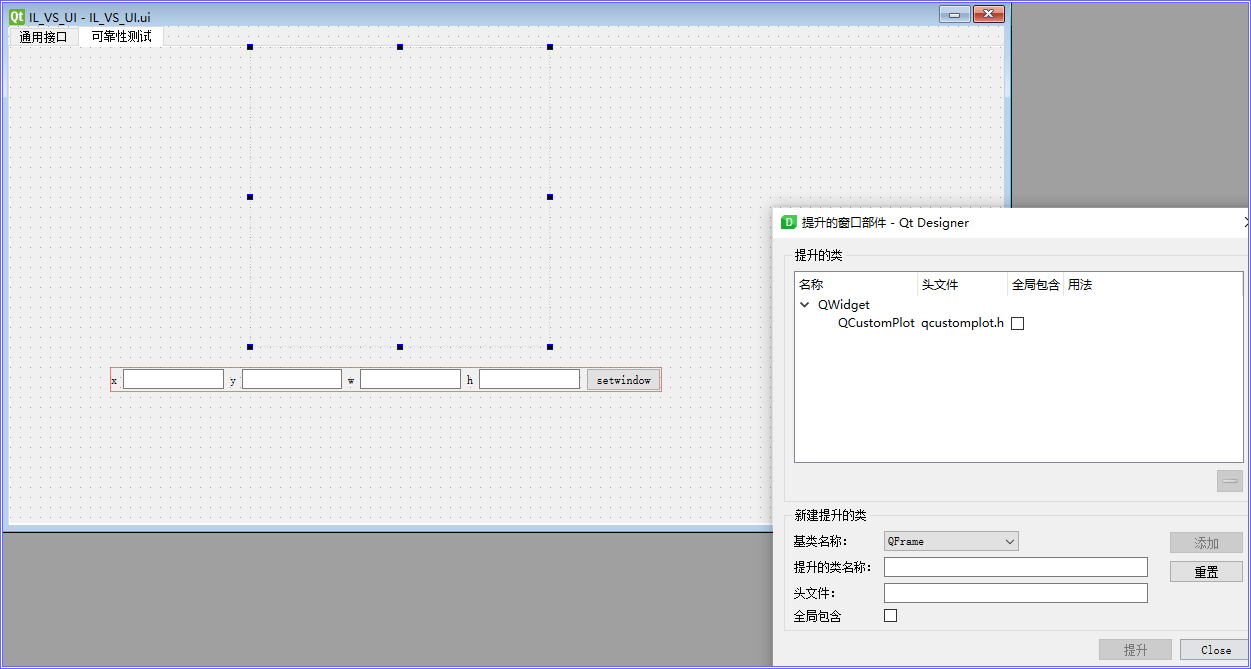 Qt IL_VS_UI - IL_VS_UI.ui
通用接口 可靠性测试
x y w h setwindow
D 提升的窗口部件 - Qt Designer
提升的类
名称 头文件 全局包含 用法
QWidget
QCustomPlot qcustomplot.h
新建提升的类
基类名称： QFrame 添加
提升的类名称： 重置
头文件：
全局包含
提升 Close